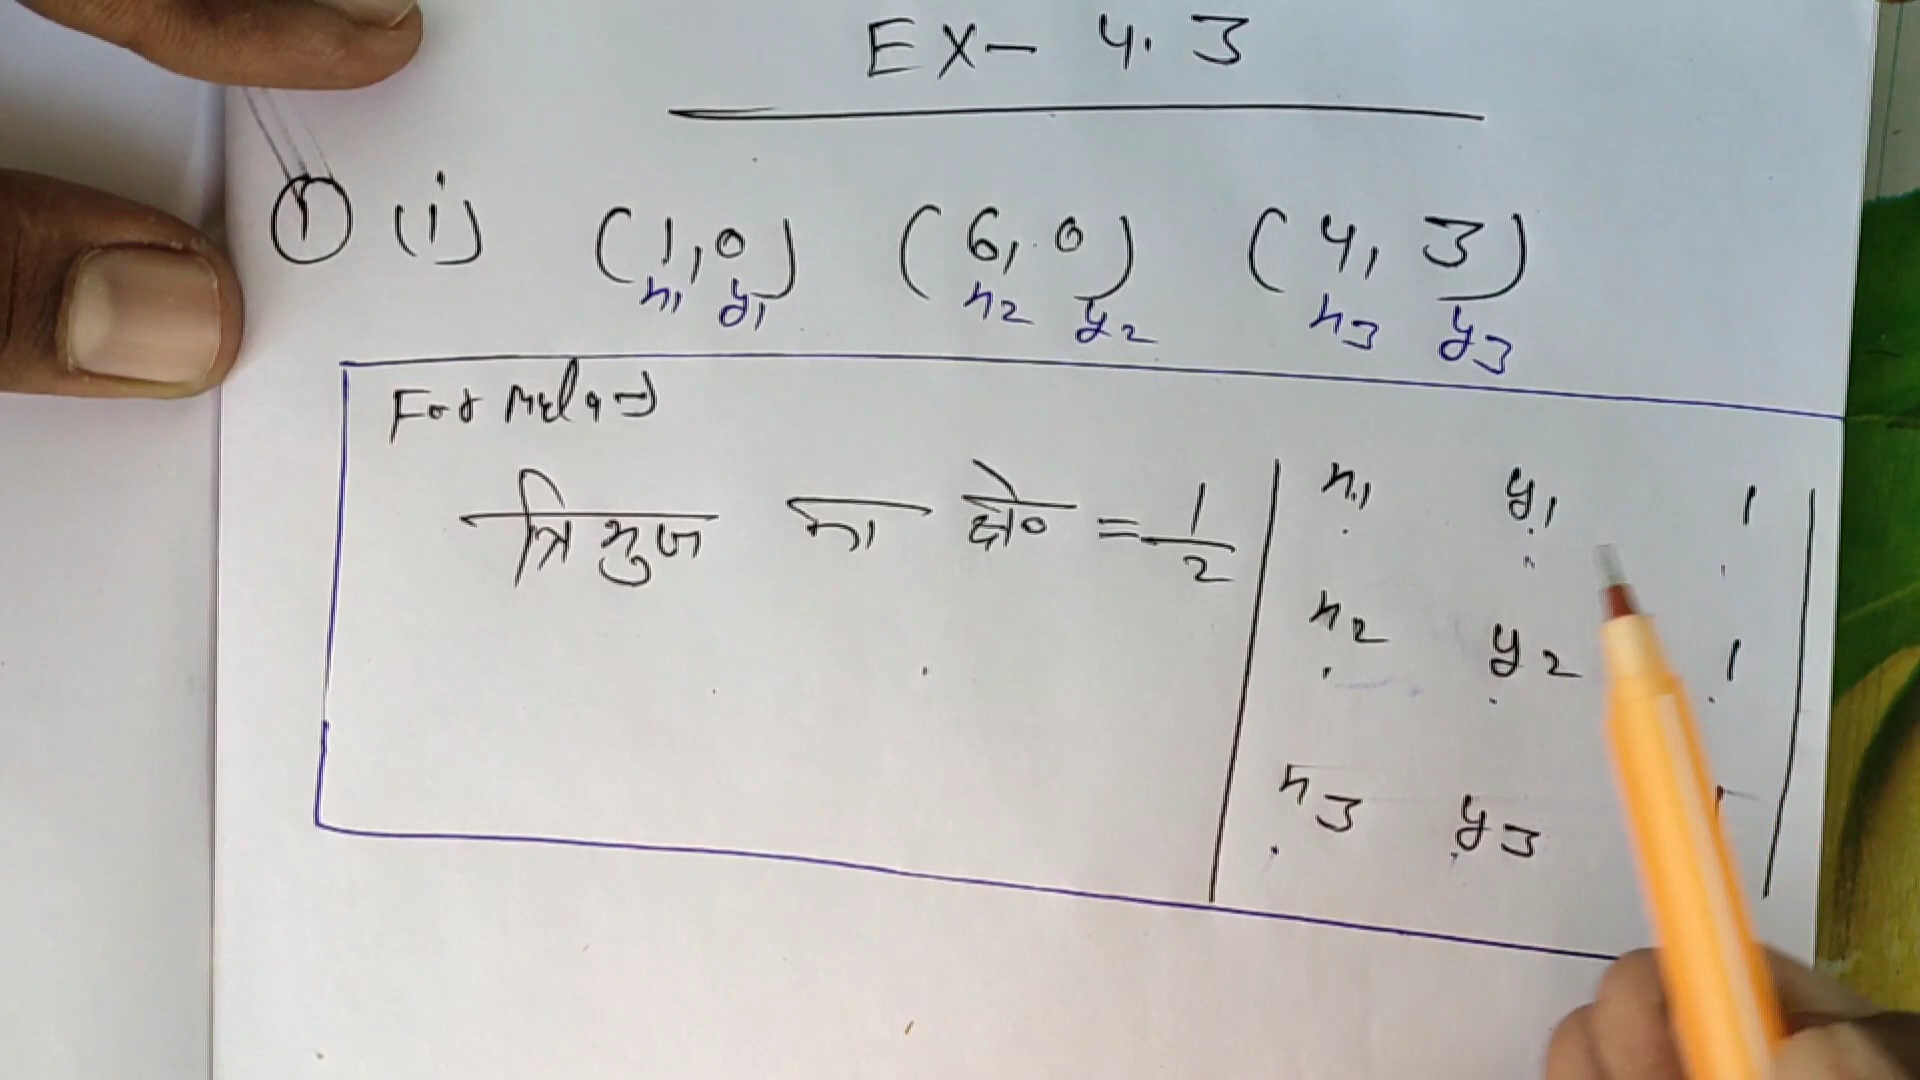 EX- 4.3
① (i) (1,0) (6,0) (4,3)
x1 y1 x2 y2 x3 y3
Formula→
त्रिभुज का क्षे० = 1/2 | x1 y1 1 |
| x2 y2 1 |
| x3 y3 1 |